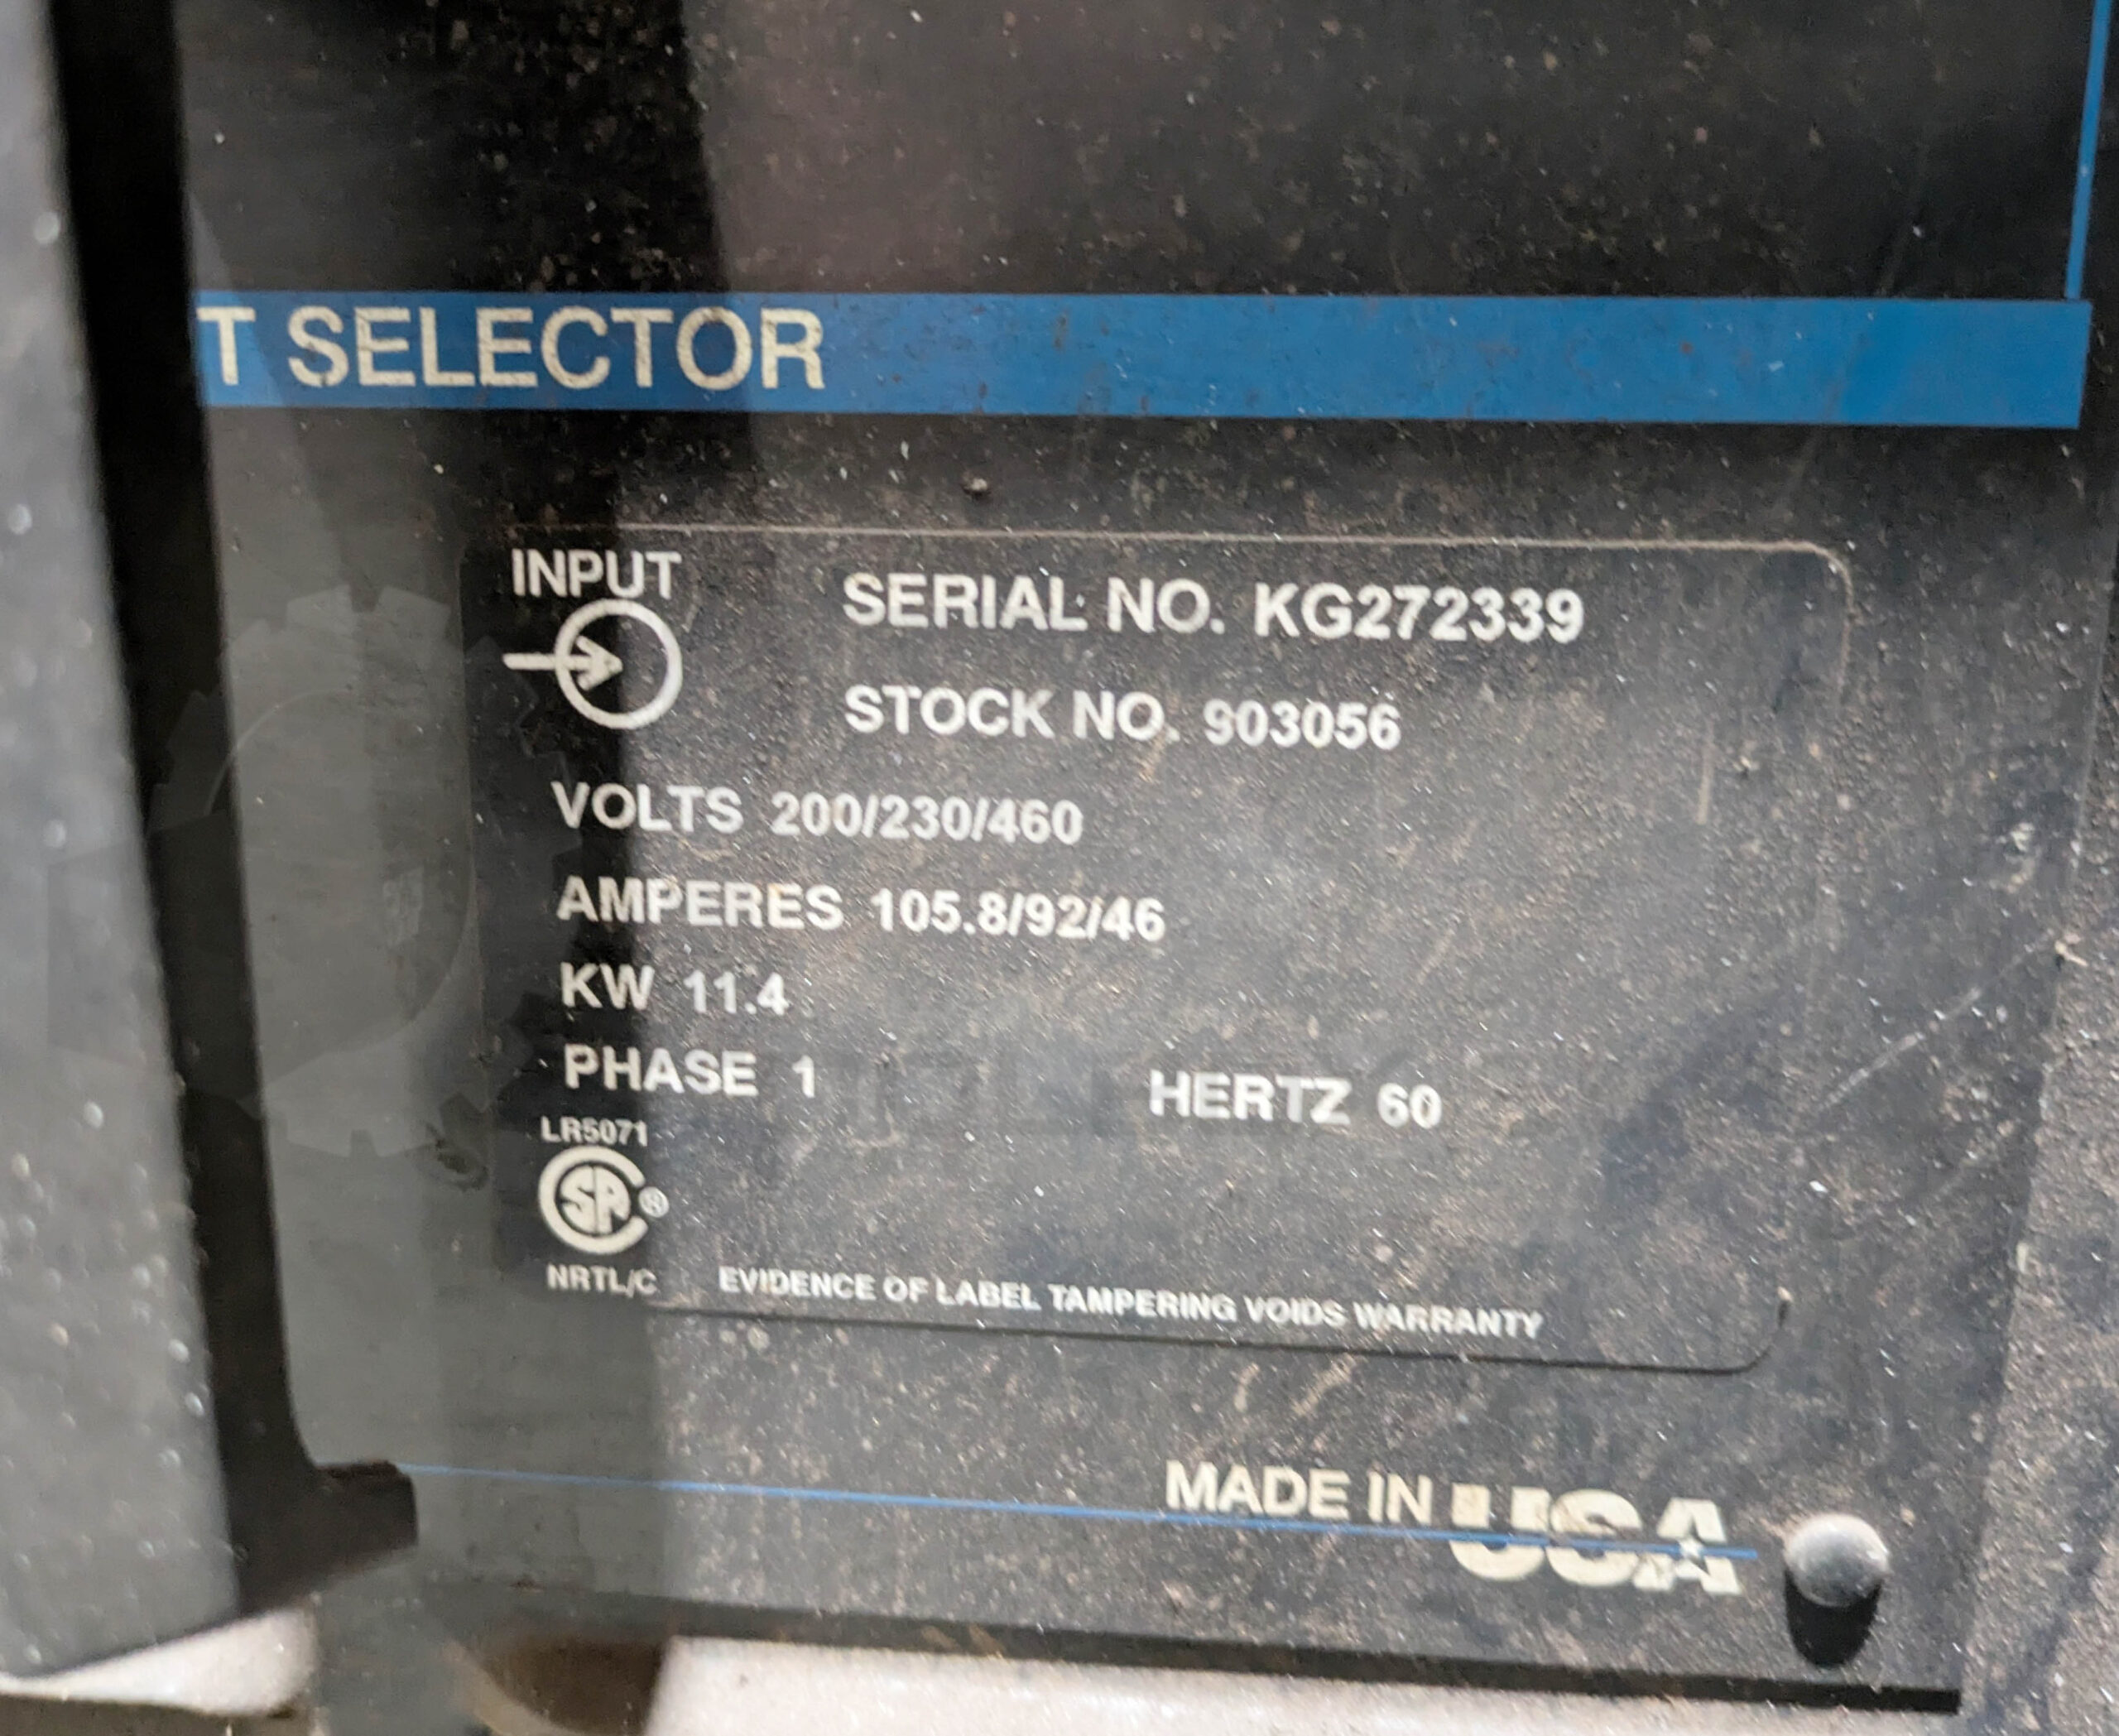 T SELECTOR
INPUT
SERIAL NO. KG272339
STOCK NO. 903056
VOLTS 200/230/460
AMPERES 105.8/92/46
KW 11.4
PHASE 1 HERTZ 60
LR5071
SA ®
NRTL/C
EVIDENCE OF LABEL TAMPERING VOIDS WARRANTY
MADE IN USA